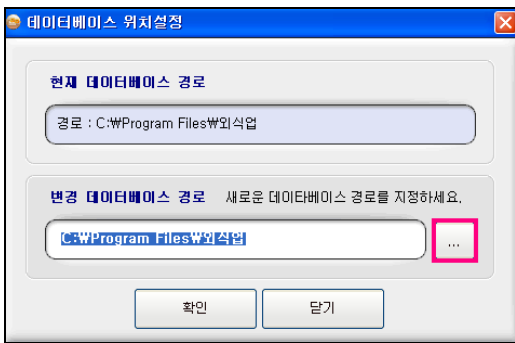 데이터베이스 위치설정
현재 데이터베이스 경로
경로 : C:₩Program Files₩외식업
변경 데이터베이스 경로 새로운 데이타베이스 경로를 지정하세요.
C:₩Program Files₩외식업
...
확인 닫기